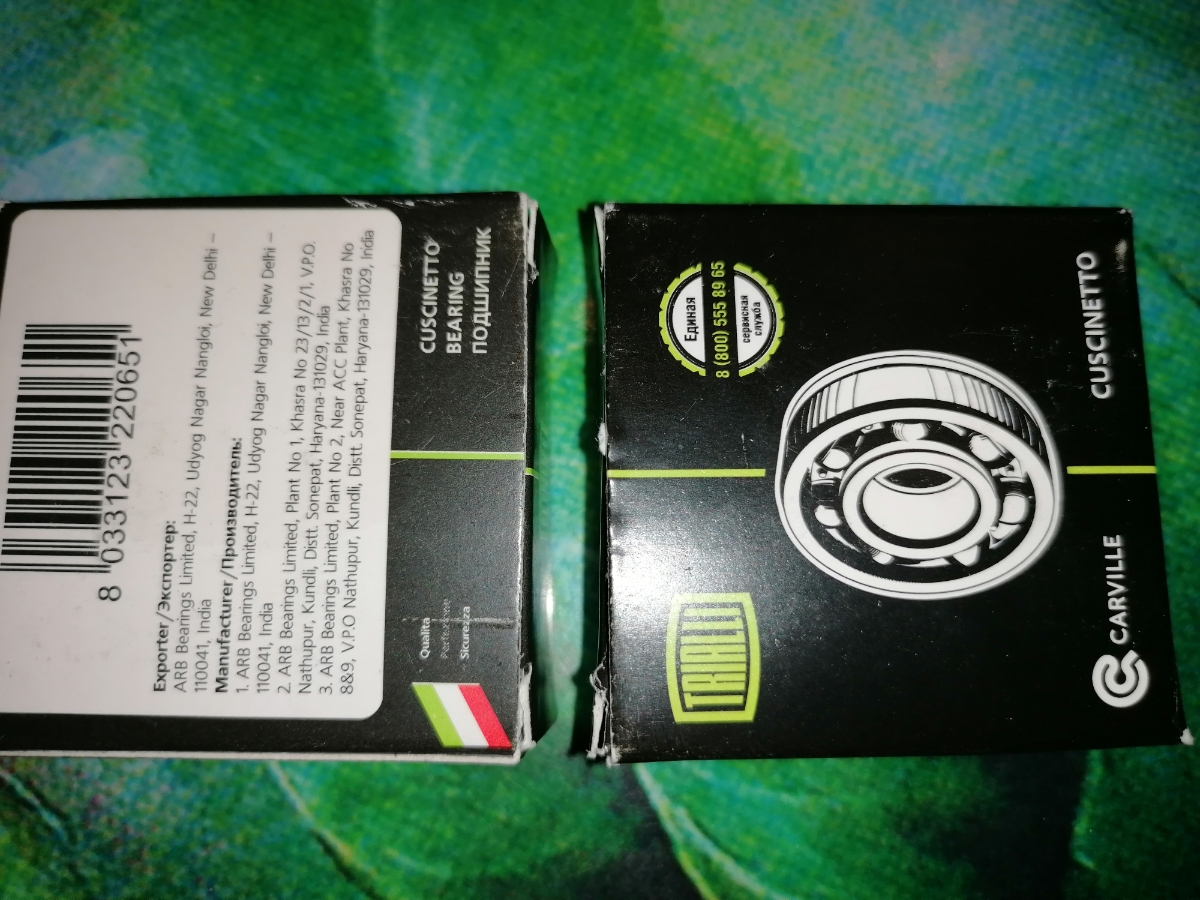 8 033123 220651
Exporter/Экспортер:
ARB Bearings Limited, H-22, Udyog Nagar Nangloi, New Delhi –
110041, India
Manufacturer/Производитель:
1. ARB Bearings Limited, H-22, Udyog Nagar Nangloi, New Delhi –
110041, India
2. ARB Bearings Limited, Plant No 1, Khasra No 23/13/2/1, V.P.O.
Nathupur, Kundli, Distt. Sonepat, Haryana-131029, India
3. ARB Bearings Limited, Plant No 2, Near ACC Plant, Khasra No
8&9, V.P.O Nathupur, Kundli, Distt. Sonepat, Haryana-131029, India
CUSCINETTO
BEARING
ПОДШИПНИК
Qualita
Performance
Sicurezza
TRIALLI
Единая
8 (800) 555 89 65
сервисная
служба
CARVILLE
CUSCINETTO